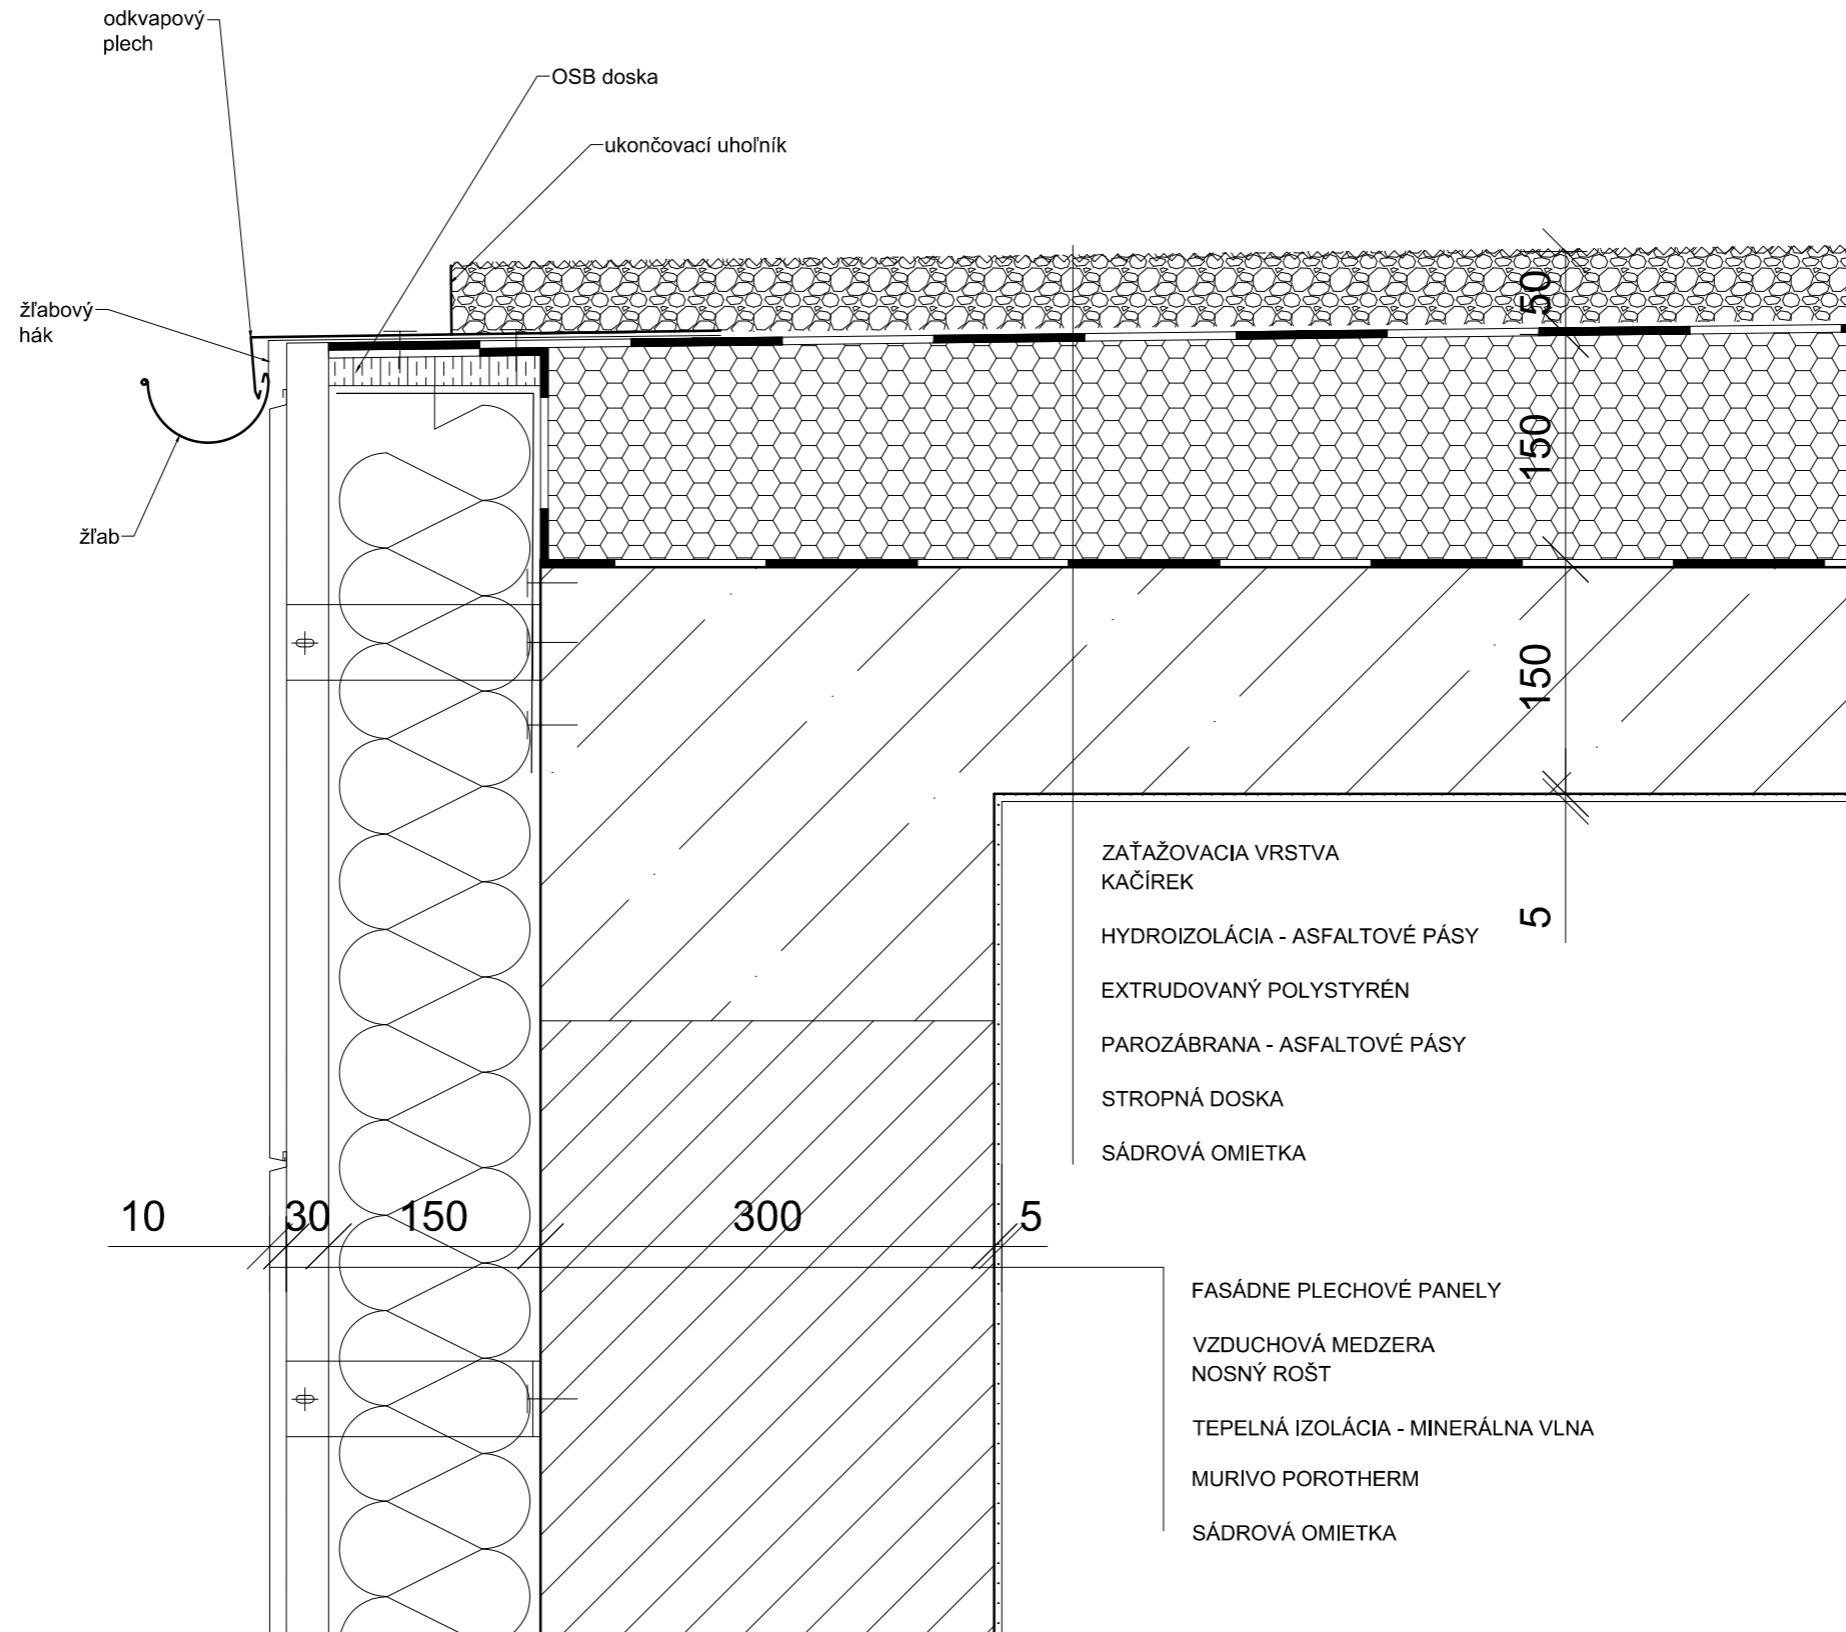 odkvapový
plech
OSB doska
ukončovací uhoľník
žľabový
hák
žľab
50
150
150
5
ZAŤAŽOVACIA VRSTVA
KAČÍREK
HYDROIZOLÁCIA - ASFALTOVÉ PÁSY
EXTRUDOVANÝ POLYSTYRÉN
PAROZÁBRANA - ASFALTOVÉ PÁSY
STROPNÁ DOSKA
SÁDROVÁ OMIETKA
10 30 150 300 5
FASÁDNE PLECHOVÉ PANELY
VZDUCHOVÁ MEDZERA
NOSNÝ ROŠT
TEPELNÁ IZOLÁCIA - MINERÁLNA VLNA
MURIVO POROTHERM
SÁDROVÁ OMIETKA